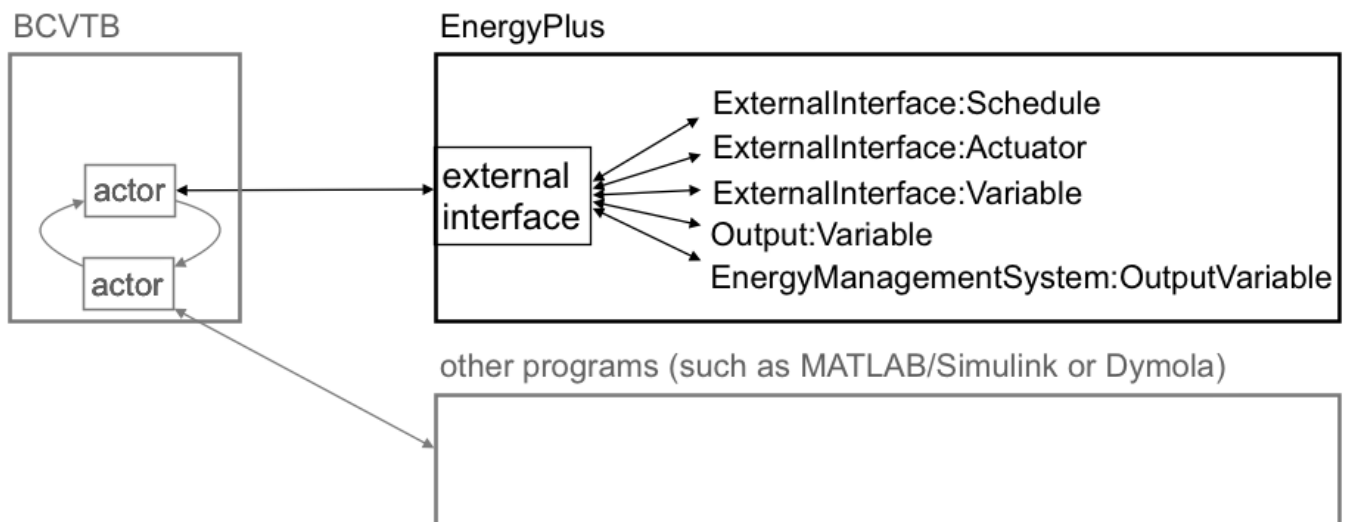 BCVTB
EnergyPlus
ExternalInterface:Schedule
ExternalInterface:Actuator
ExternalInterface:Variable
Output:Variable
EnergyManagementSystem:OutputVariable
external
interface
actor
actor
other programs (such as MATLAB/Simulink or Dymola)